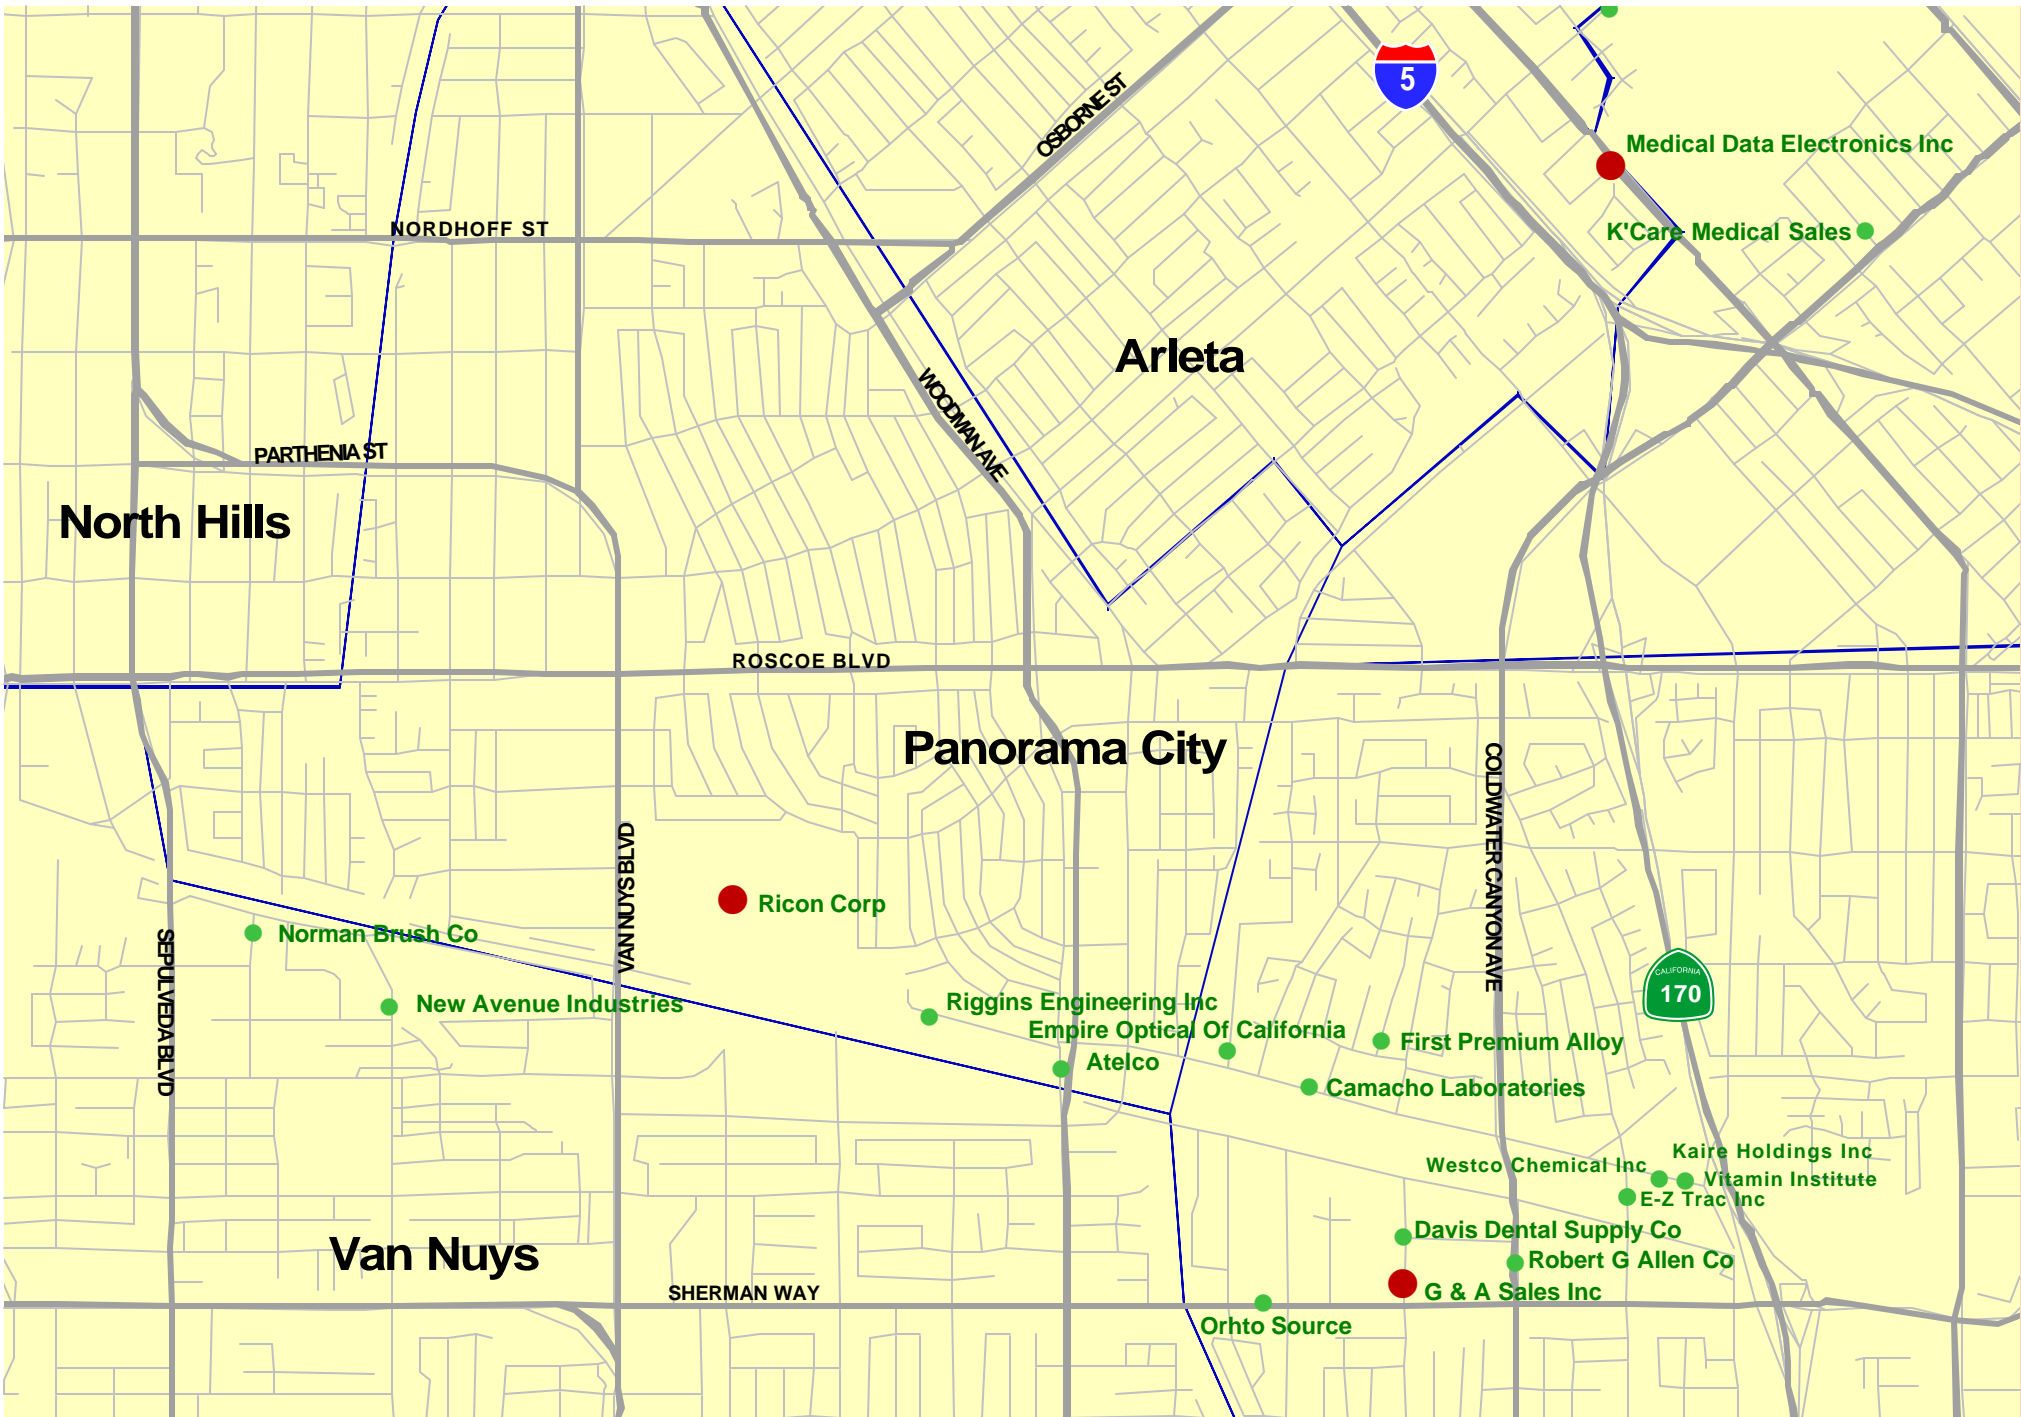 5
OSBORNE ST
Medical Data Electronics Inc
NORDHOFF ST
K'Care Medical Sales
Arleta
WOODMAN AVE
PARTHENIA ST
North Hills
ROSCOE BLVD
Panorama City
COLDWATER CANYON AVE
VAN NUYS BLVD
Ricon Corp
SEPULVEDA BLVD
Norman Brush Co
CALIFORNIA
170
New Avenue Industries
Riggins Engineering Inc
Empire Optical Of California
First Premium Alloy
Atelco
Camacho Laboratories
Kaire Holdings Inc
Westco Chemical Inc
Vitamin Institute
E-Z Trac Inc
Davis Dental Supply Co
Van Nuys
Robert G Allen Co
SHERMAN WAY
G & A Sales Inc
Orhto Source